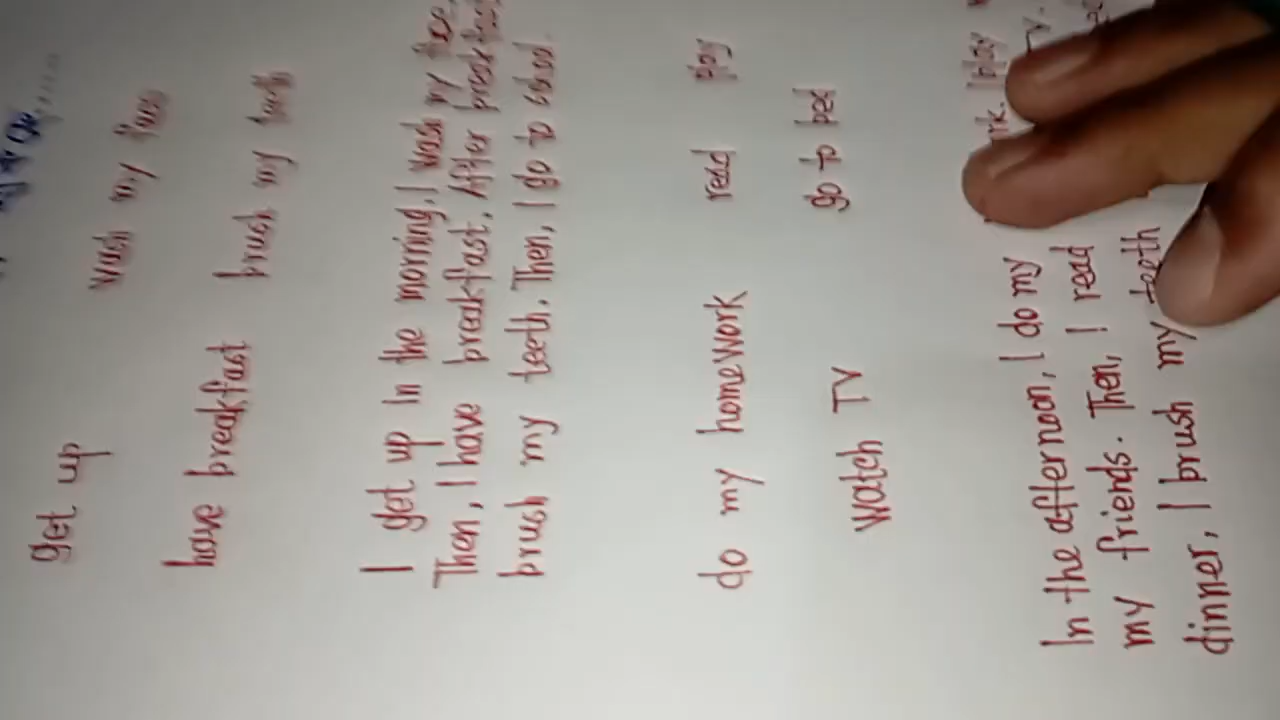 get up wash my face
have breakfast brush my teeth
I get up in the morning, I wash my face
Then, I have breakfast. After breakfast
brush my teeth. Then, I go to school.
do my homework read play
Watch TV go to bed
In the afternoon, I do my I play
my friends. Then, I read
dinner, I brush my teeth